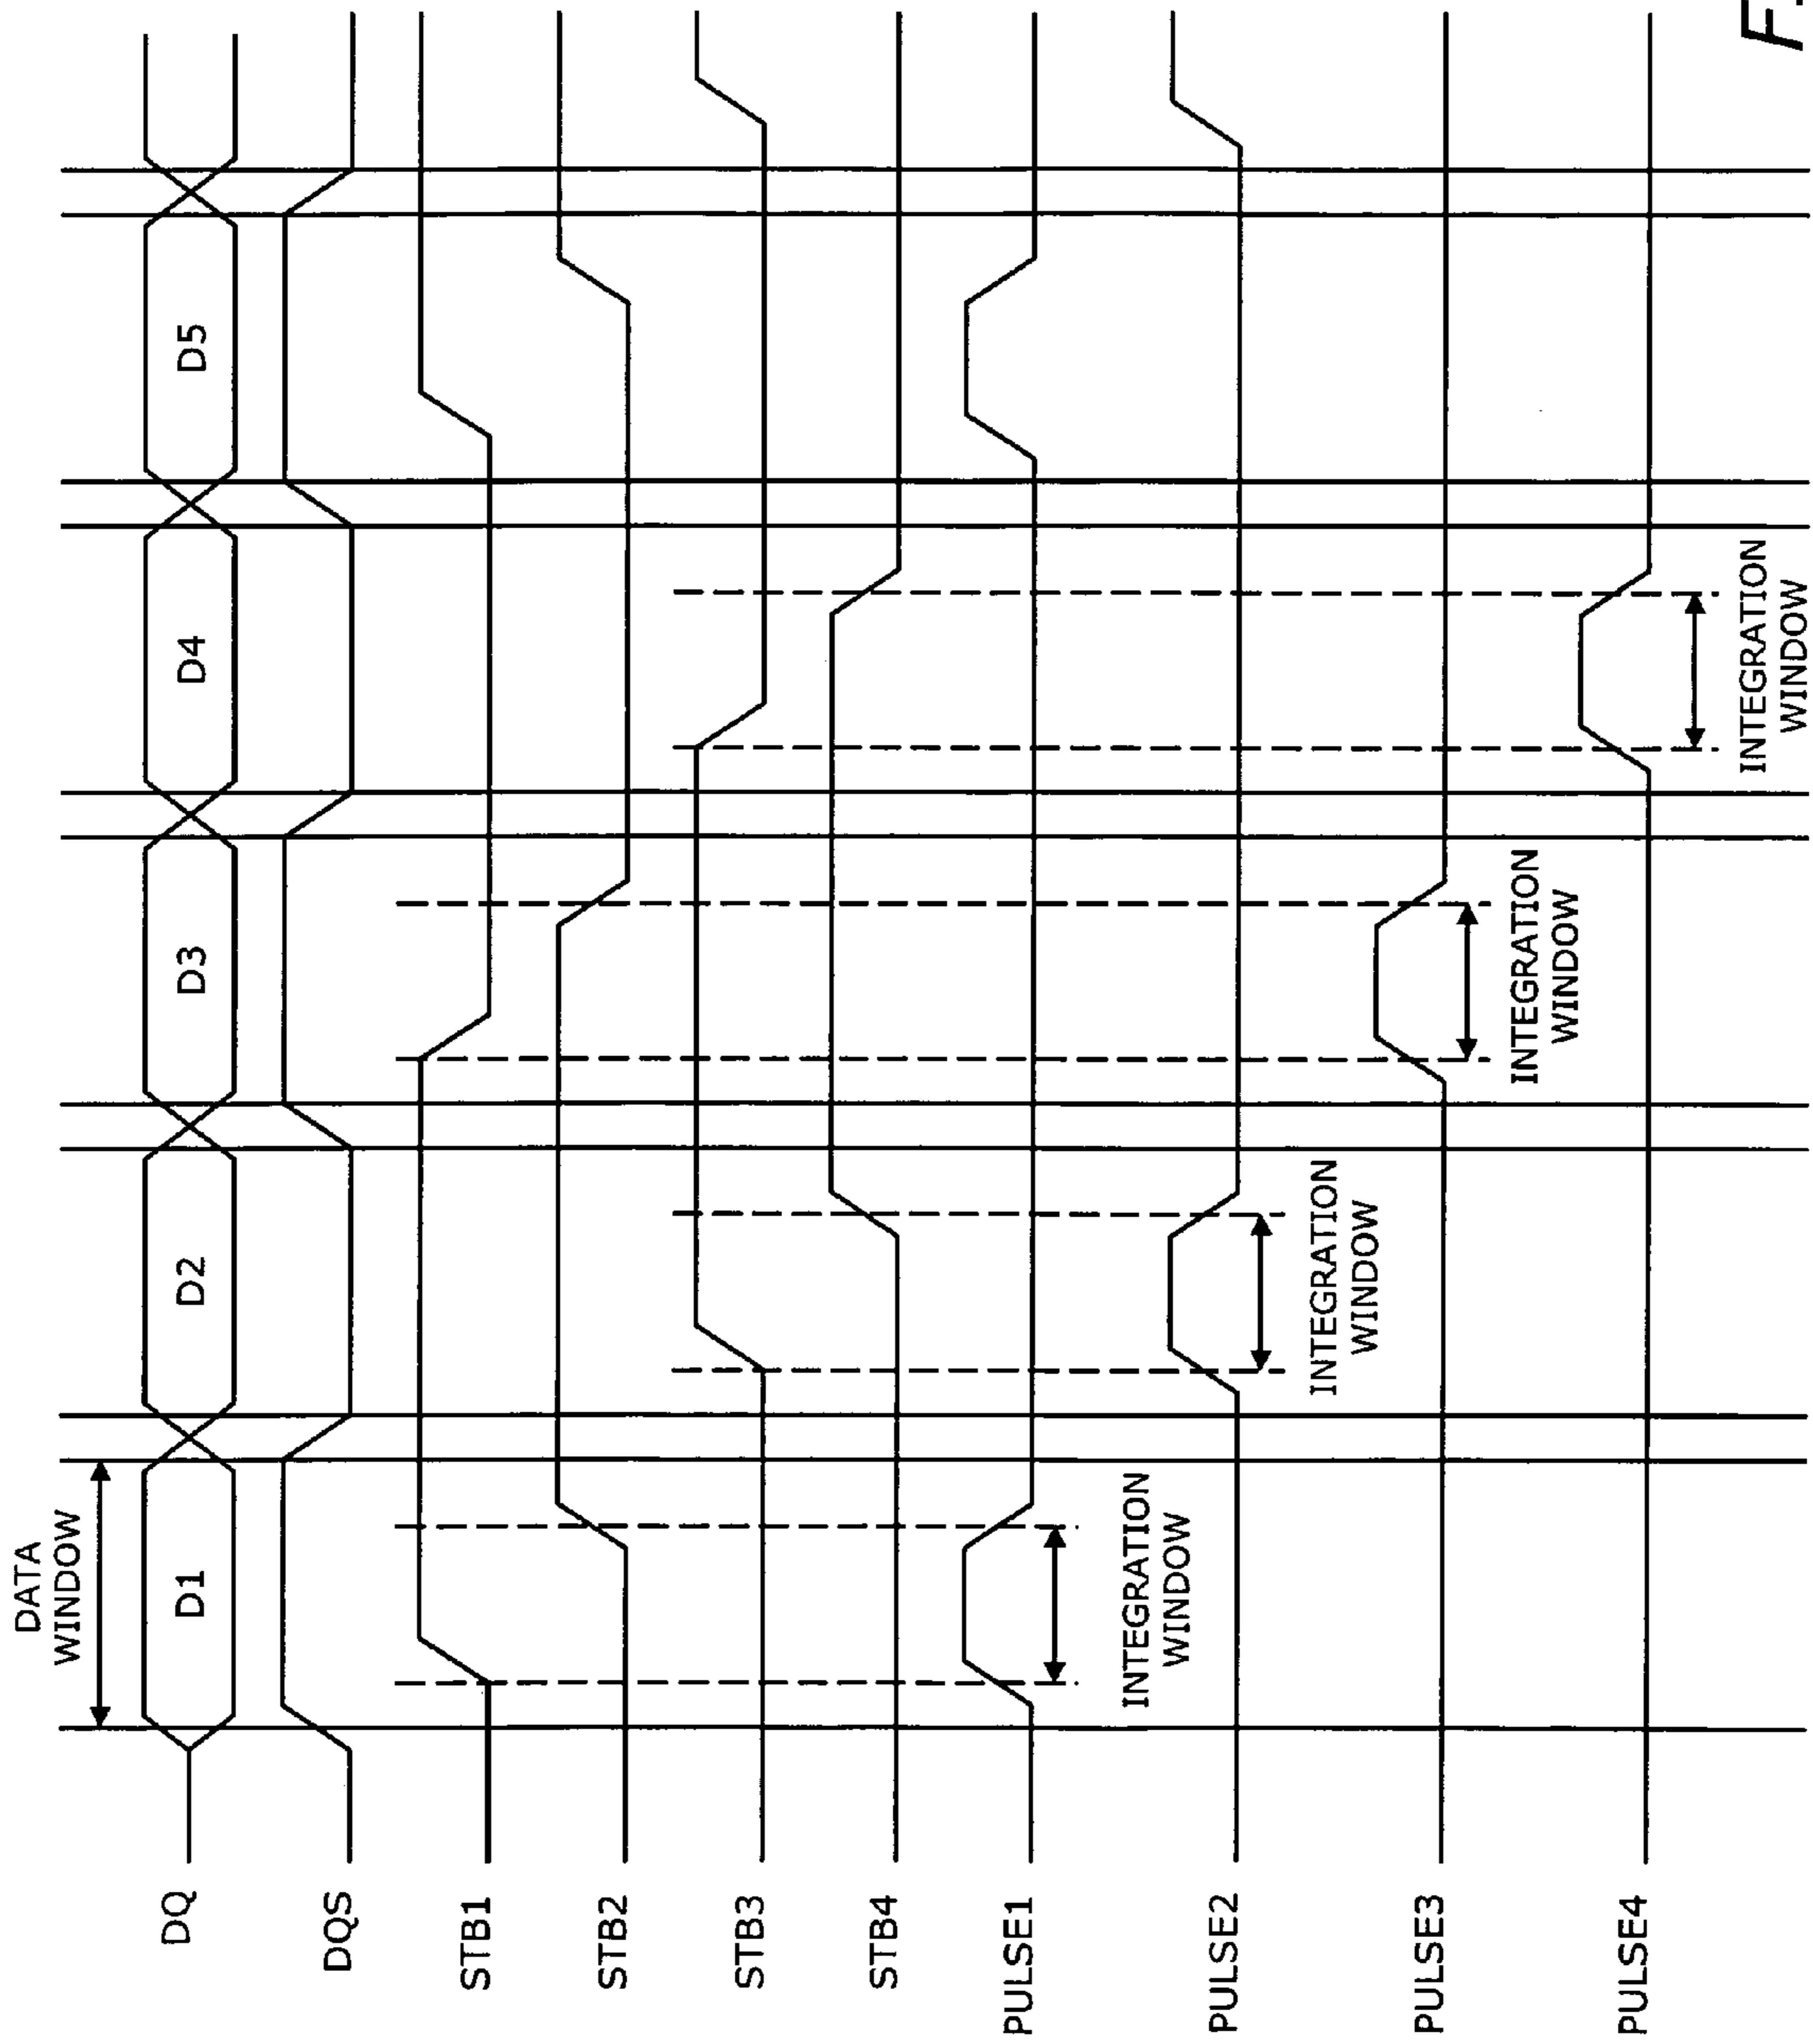 DATA
WINDOW
DQ
D1
D2
D3
D4
D5
DQS
STB1
STB2
STB3
STB4
PULSE1
INTEGRATION
WINDOW
PULSE2
INTEGRATION
WINDOW
PULSE3
INTEGRATION
WINDOW
PULSE4
INTEGRATION
WINDOW